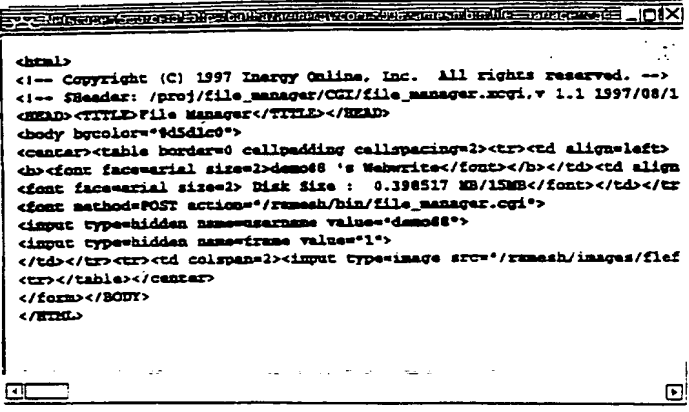 <html>
<!-- Copyright (C) 1997 Inergy Online, Inc. All rights reserved. -->
<!-- $Header: /proj/file_manager/CGI/file_manager.xcgi,v 1.1 1997/08/1
<HEAD><TITLE>File Manager</TITLE></HEAD>
<body bgcolor="#d5d1c0">
<center><table border=0 cellpadding cellspacing=2><tr><td align=left>
<b><font face=arial size=2>demo68 's Webwrite</font></b></td><td align
<font face=arial size=2> Disk Size : 0.398517 MB/15MB</font></td></tr
<form method=POST action="/ramesh/bin/file_manager.cgi">
<input type=hidden name=username value="demo68">
<input type=hidden name=frame value="1">
</td></tr><tr><td colspan=2><input type=image src="/ramesh/images/flef
<tr></table></center>
</form></BODY>
</HTML>